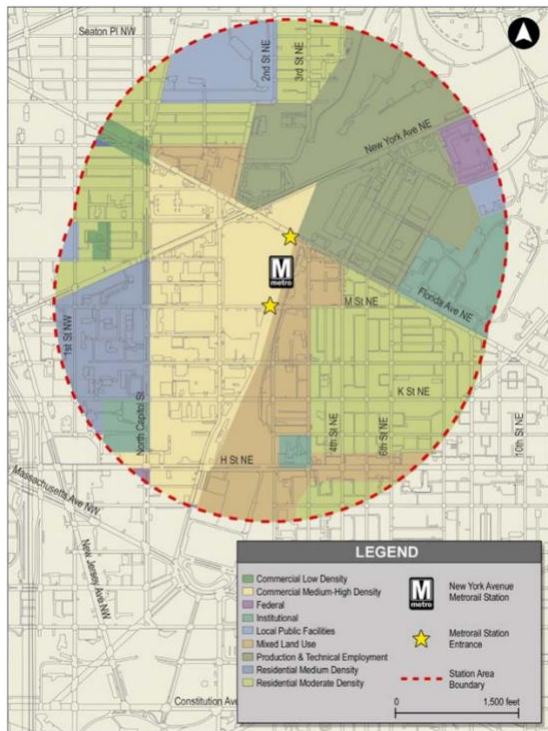 Seaton Pl NW
2nd St NE
3rd St NE
New York Ave NE
M
metro
M St NE
Florida Ave NE
1st St NW
North Capitol St.
K St NE
4th St NE
6th St NE
10th St NE
H St NE
Massachusetts Ave NW
New Jersey Ave NW
Constitution Av
LEGEND
Commercial Low Density
Commercial Medium-High Density
Federal
Institutional
Local Public Facilities
Mixed Land Use
Production & Technical Employment
Residential Medium Density
Residential Moderate Density
M
metro
New York Avenue
Metrorail Station
Metrorail Station
Entrance
Station Area
Boundary
0 1,500 feet